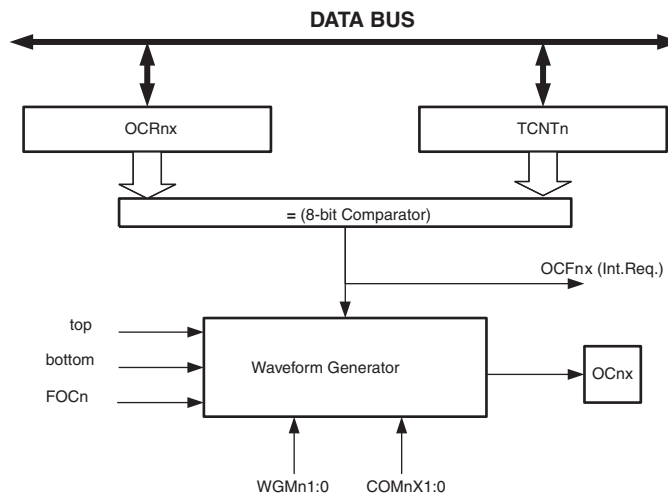 DATA BUS
OCRnx
TCNTn
= (8-bit Comparator)
OCFnx (Int.Req.)
top
bottom
FOCn
Waveform Generator
OCnx
WGMn1:0
COMnX1:0